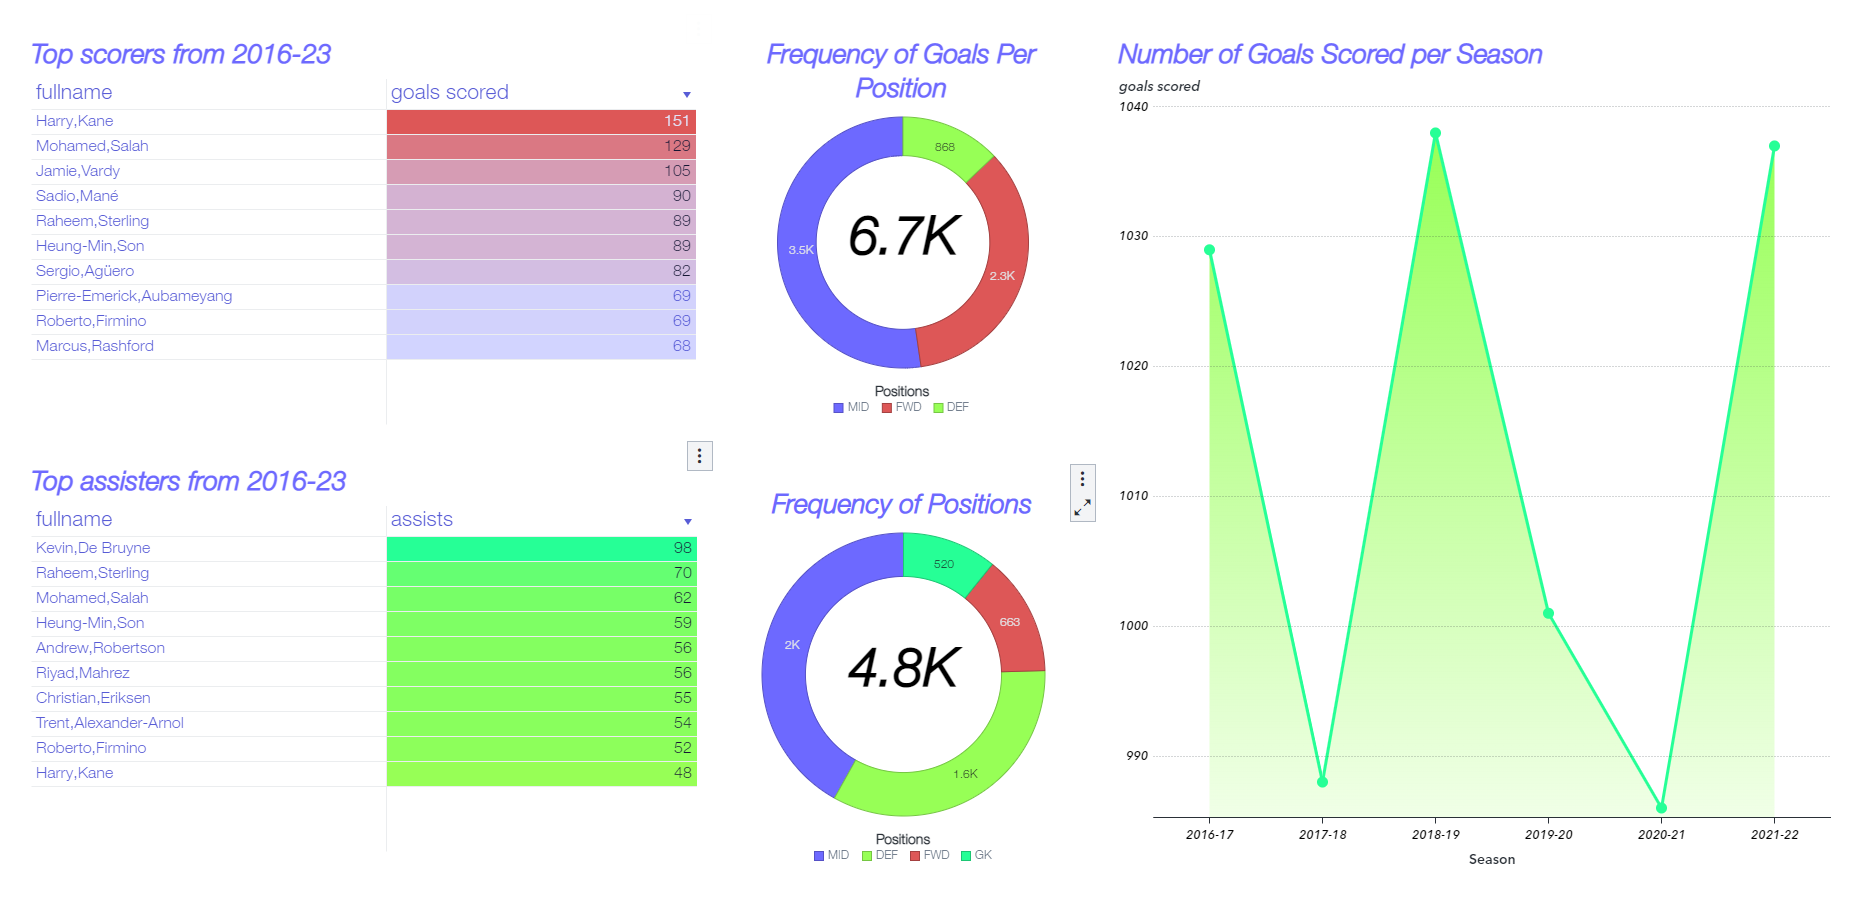 Top scorers from 2016-23
fullname goals scored
Harry,Kane 151
Mohamed,Salah 129
Jamie,Vardy 105
Sadio,Mané 90
Raheem,Sterling 89
Heung-Min,Son 89
Sergio,Agüero 82
Pierre-Emerick,Aubameyang 69
Roberto,Firmino 69
Marcus,Rashford 68
Top assisters from 2016-23
fullname assists
Kevin,De Bruyne 98
Raheem,Sterling 70
Mohamed,Salah 62
Heung-Min,Son 59
Andrew,Robertson 56
Riyad,Mahrez 56
Christian,Eriksen 55
Trent,Alexander-Arnol 54
Roberto,Firmino 52
Harry,Kane 48
Frequency of Goals Per
Position
868
6.7K
3.5K
2.3K
Positions
MID FWD DEF
Frequency of Positions
520
663
2K
4.8K
1.6K
Positions
MID DEF FWD GK
Number of Goals Scored per Season
goals scored
1040
1030
1020
1010
1000
990
2016-17 2017-18 2018-19 2019-20 2020-21 2021-22
Season